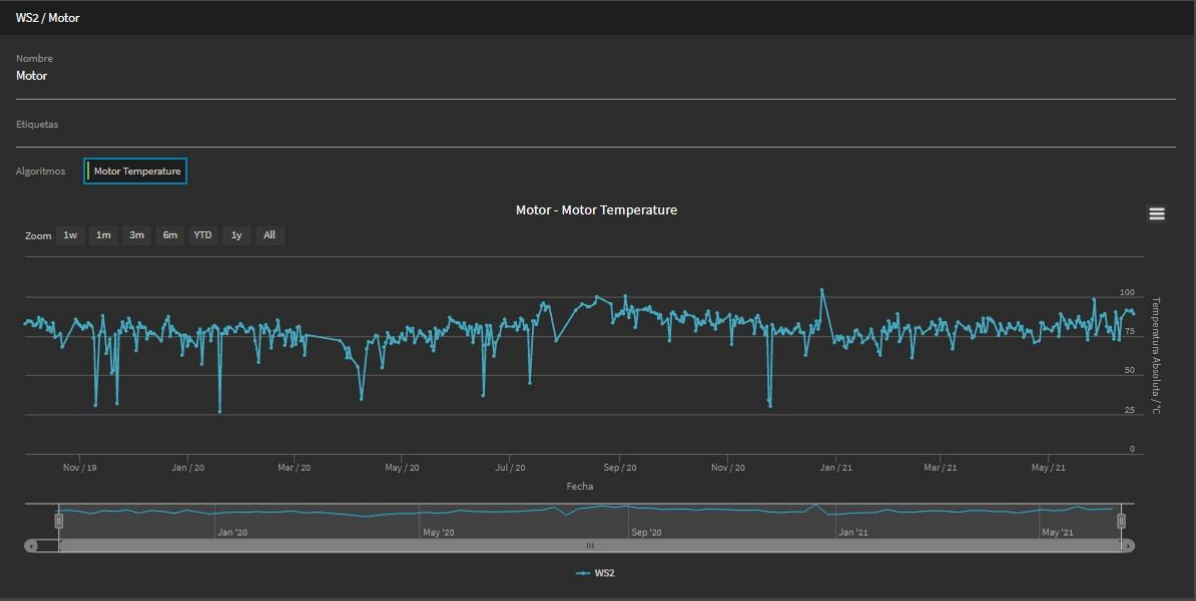 WS2 / Motor
Nombre
Motor
Etiquetas
Algoritmos Motor Temperature
Motor - Motor Temperature
Zoom 1w 1m 3m 6m YTD 1y All
100
75
50
25
0
Temperatura Absoluta / °C
Nov / 19 Jan / 20 Mar / 20 May / 20 Jul / 20 Sep / 20 Nov / 20 Jan / 21 Mar / 21 May / 21
Fecha
Jan '20 May '20 Sep '20 Jan '21 May '21
WS2